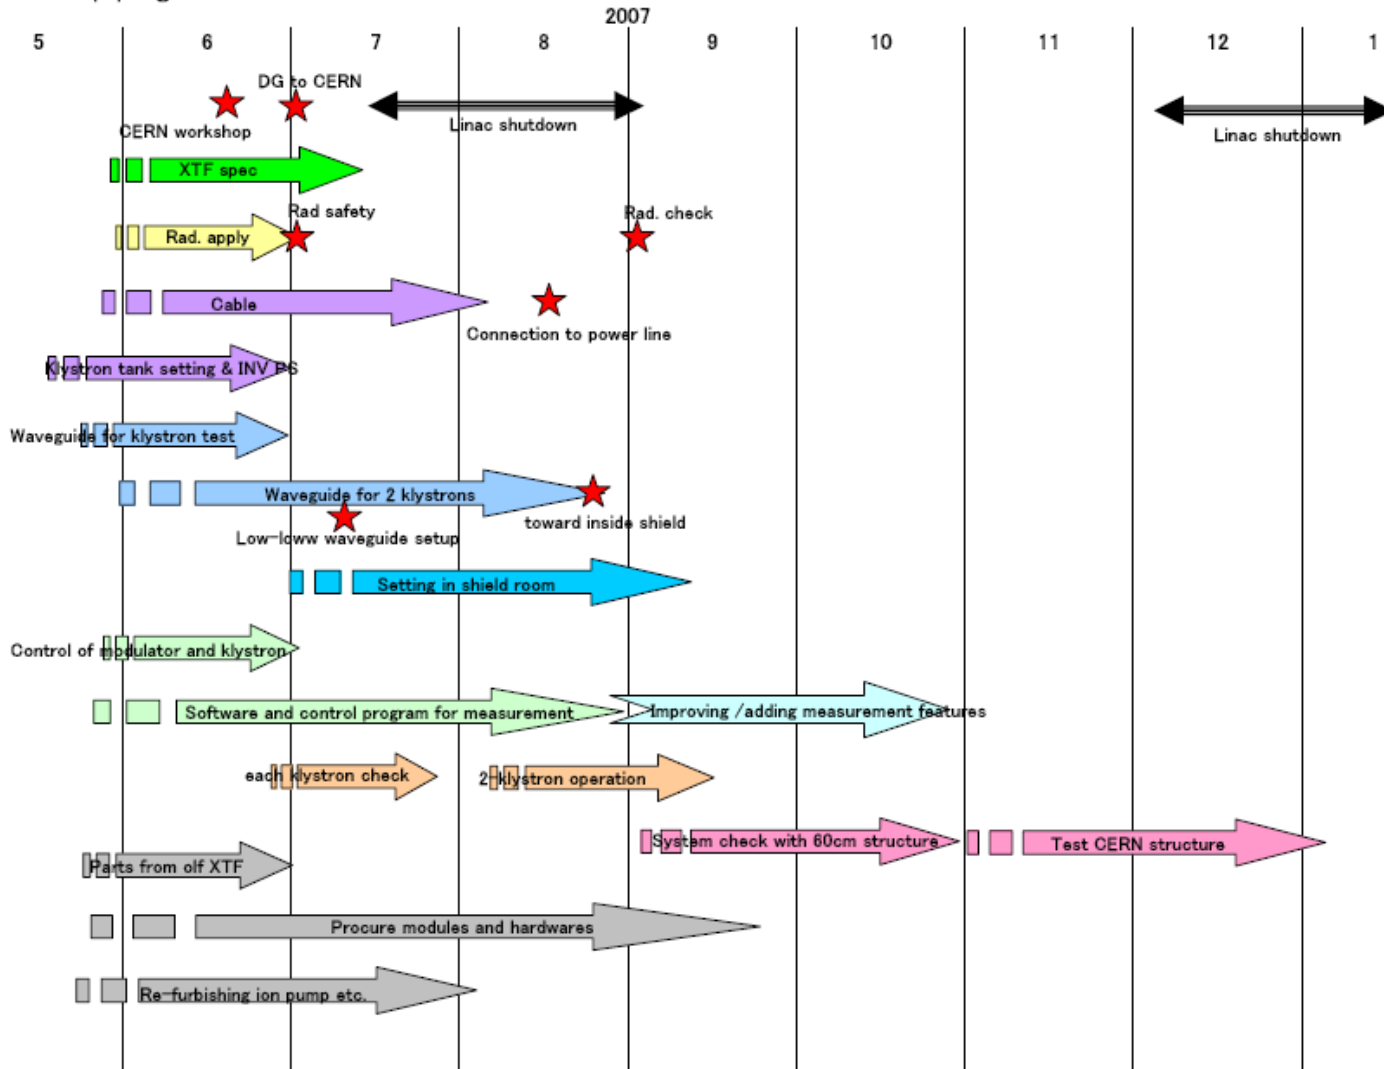 2007
5 6 7 8 9 10 11 12 1
DG to CERN
CERN workshop
Linac shutdown
Linac shutdown
XTF spec
Rad safety
Rad. check
Rad. apply
Cable
Connection to power line
Klystron tank setting & INV PS
Waveguide for klystron test
Waveguide for 2 klystrons
toward inside shield
Low-loww waveguide setup
Setting in shield room
Control of modulator and klystron
Software and control program for measurement
Improving /adding measurement features
each klystron check
2-klystron operation
System check with 60cm structure
Test CERN structure
Parts from olf XTF
Procure modules and hardwares
Re-furbishing ion pump etc.